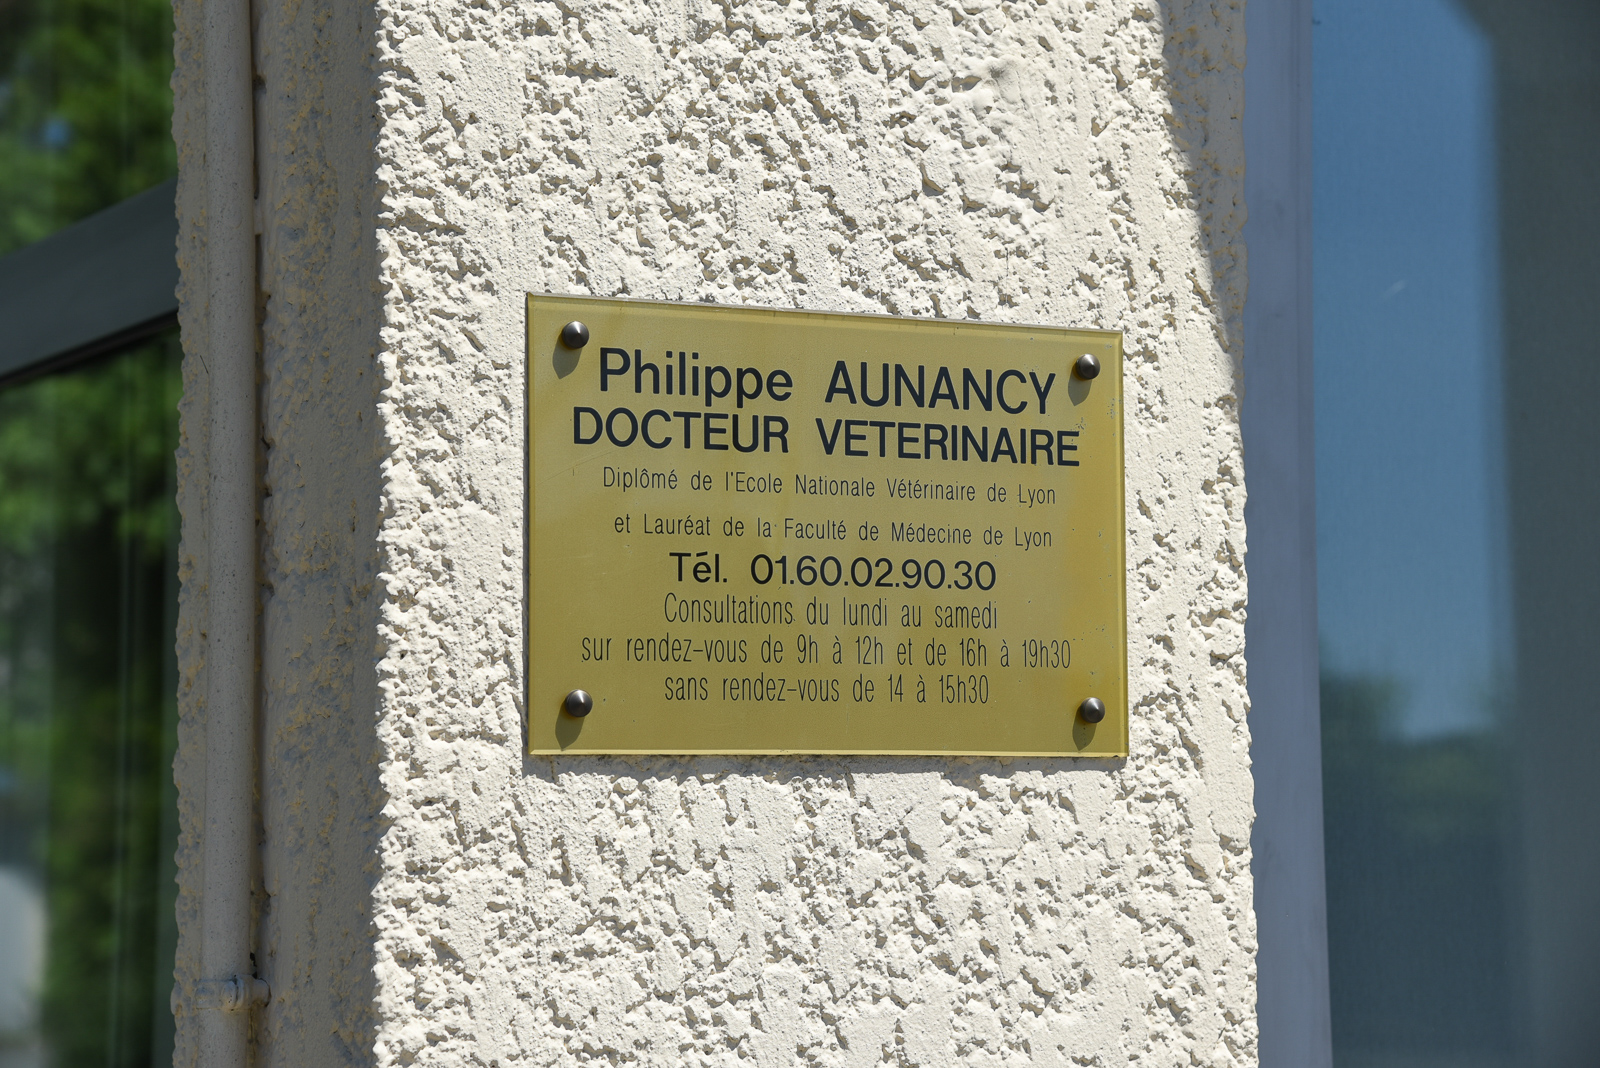 Philippe AUNANCY
DOCTEUR VETERINAIRE
Diplômé de l'Ecole Nationale Vétérinaire de Lyon
et Lauréat de la Faculté de Médecine de Lyon
Tél. 01.60.02.90.30
Consultations du lundi au samedi
sur rendez-vous de 9h à 12h et de 16h à 19h30
sans rendez-vous de 14 à 15h30